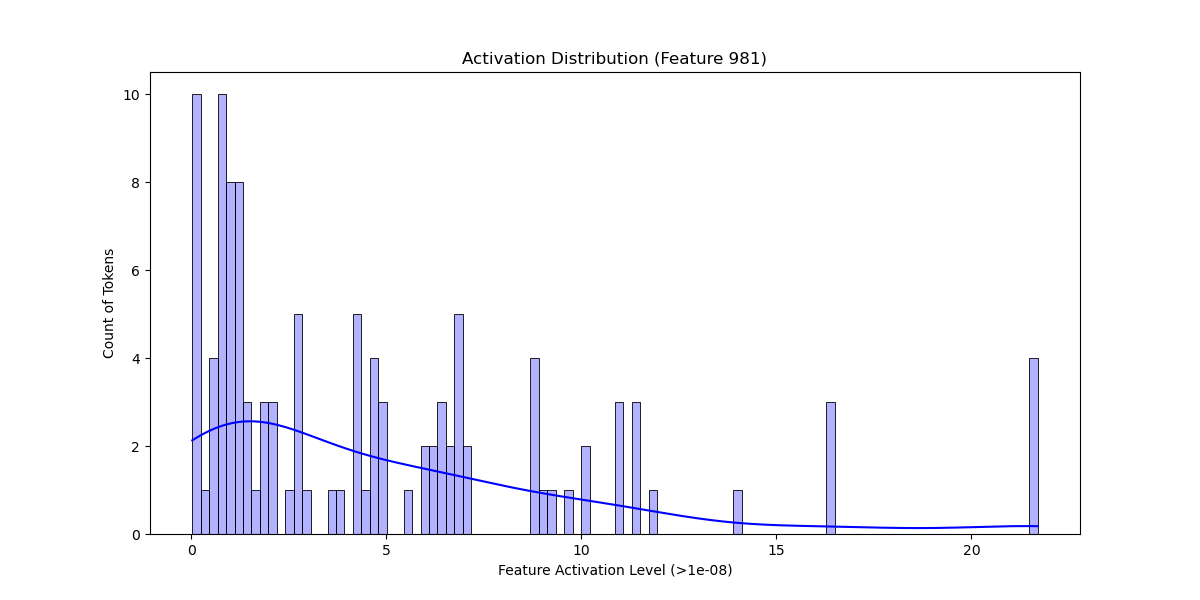 Activation Distribution (Feature 981)
10
8
6
4
2
0
Count of Tokens
0 5 10 15 20
Feature Activation Level (>1e-08)